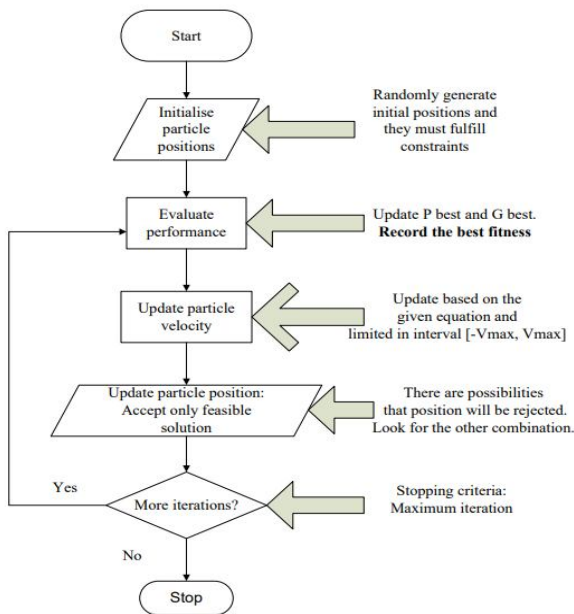 Start
Initialise
particle
positions
Randomly generate
initial positions and
they must fulfill
constraints
Evaluate
performance
Update P best and G best.
Record the best fitness
Update particle
velocity
Update based on the
given equation and
limited in interval [-Vmax, Vmax]
Update particle position:
Accept only feasible
solution
There are possibilities
that position will be rejected.
Look for the other combination.
Yes
More iterations?
Stopping criteria:
Maximum iteration
No
Stop